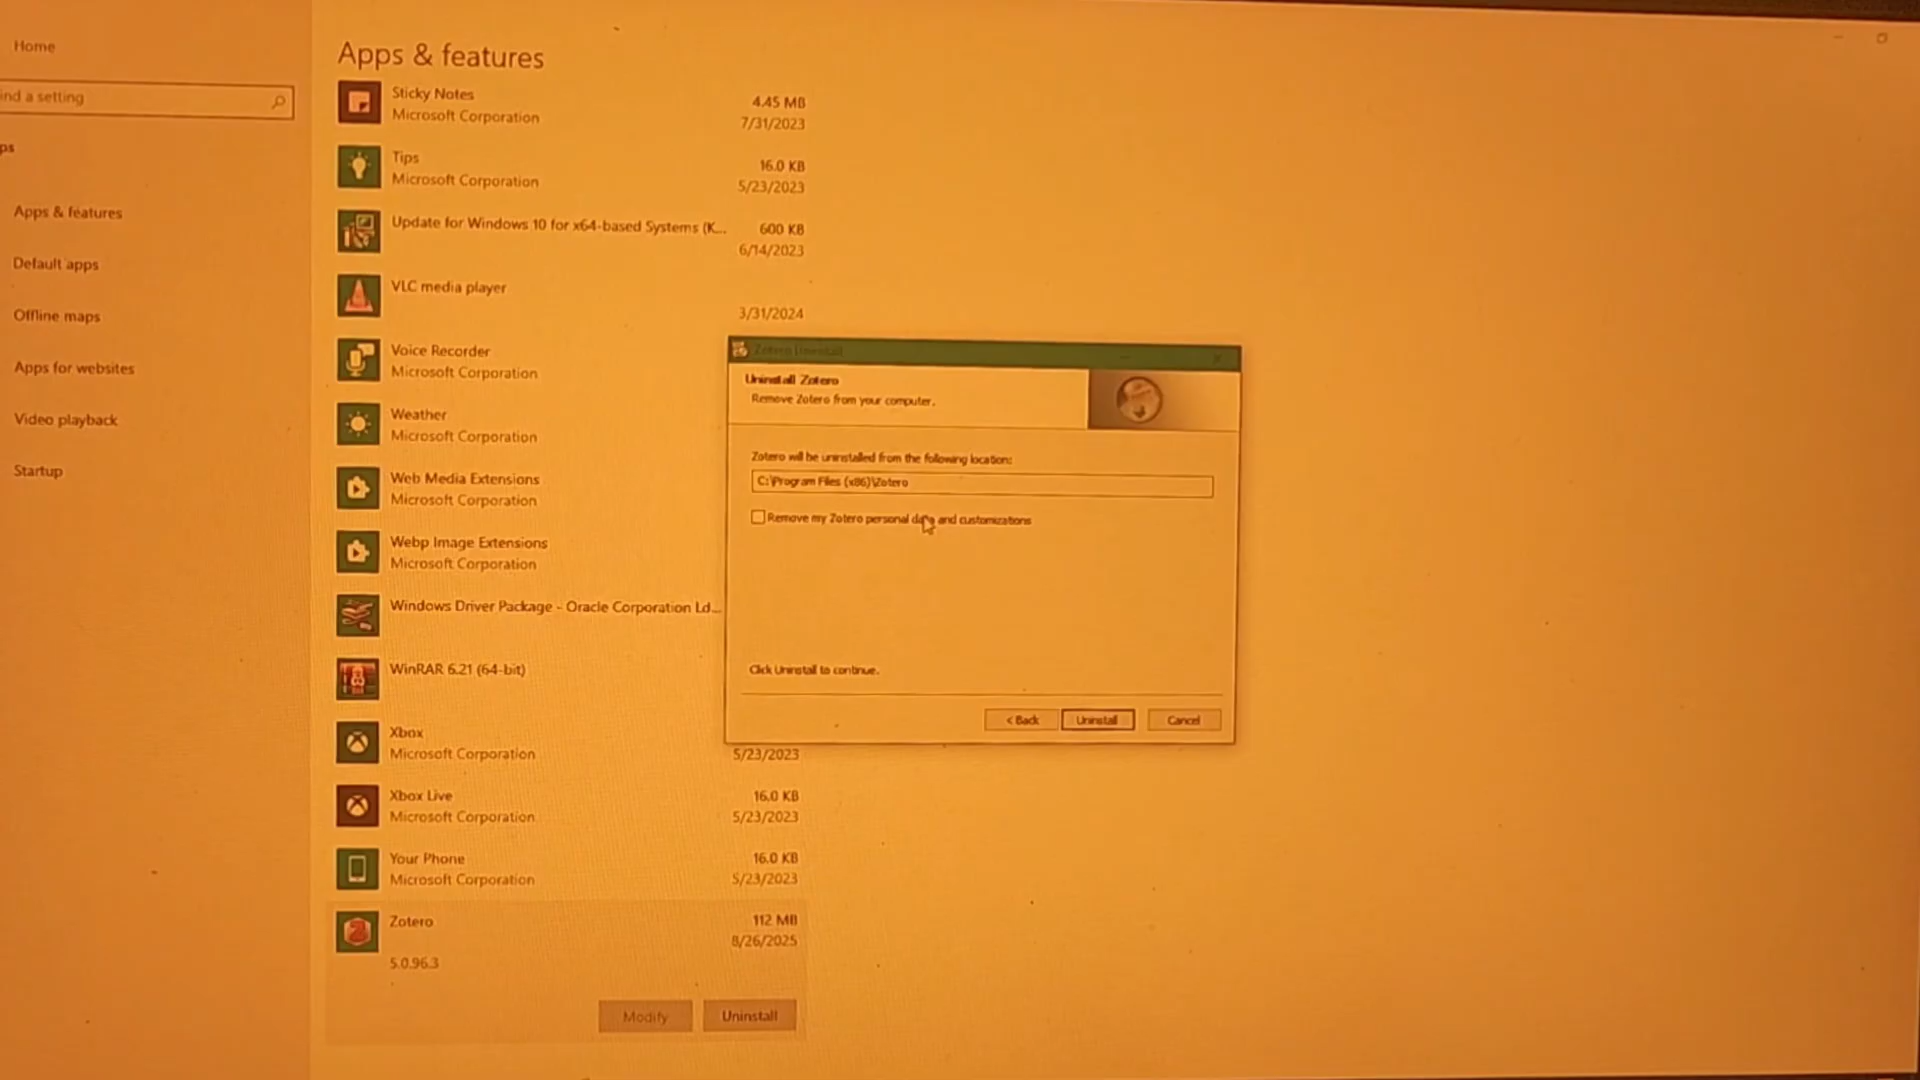 Home
ind a setting
ps
Apps & features
Default apps
Offline maps
Apps for websites
Video playback
Startup
Apps & features
Sticky Notes
Microsoft Corporation
4.45 MB
7/31/2023
Tips
Microsoft Corporation
16.0 KB
5/23/2023
Update for Windows 10 for x64-based Systems (K...
600 KB
6/14/2023
VLC media player
3/31/2024
Voice Recorder
Microsoft Corporation
Weather
Microsoft Corporation
Web Media Extensions
Microsoft Corporation
Webp Image Extensions
Microsoft Corporation
Windows Driver Package - Oracle Corporation Ld...
WinRAR 6.21 (64-bit)
Xbox
Microsoft Corporation
5/23/2023
Xbox Live
Microsoft Corporation
16.0 KB
5/23/2023
Your Phone
Microsoft Corporation
16.0 KB
5/23/2023
Zotero
112 MB
8/26/2025
5.0.96.3
Modify
Uninstall
Zotero Uninstall
Uninstall Zotero
Remove Zotero from your computer.
Zotero will be uninstalled from the following location:
C:\Program Files (x86)\Zotero
Remove my Zotero personal data and customizations
Click Uninstall to continue.
< Back
Uninstall
Cancel